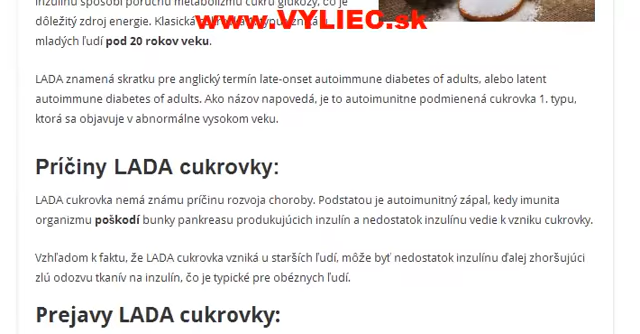 inzulínu spôsobí poruchu metabolizmu cukru glukózy, čo je
dôležitý zdroj energie. Klasická
www.VYLIEC.sk
mladých ľudí pod 20 rokov veku.
LADA znamená skratku pre anglický termín late-onset autoimmune diabetes of adults, alebo latent
autoimmune diabetes of adults. Ako názov napovedá, je to autoimunitne podmienená cukrovka 1. typu,
ktorá sa objavuje v abnormálne vysokom veku.
Príčiny LADA cukrovky:
LADA cukrovka nemá známu príčinu rozvoja choroby. Podstatou je autoimunitný zápal, kedy imunita
organizmu poškodí bunky pankreasu produkujúcich inzulín a nedostatok inzulínu vedie k vzniku cukrovky.
Vzhľadom k faktu, že LADA cukrovka vzniká u starších ľudí, môže byť nedostatok inzulínu ďalej zhoršujúci
zlú odozvu tkanív na inzulín, čo je typické pre obéznych ľudí.
Prejavy LADA cukrovky: